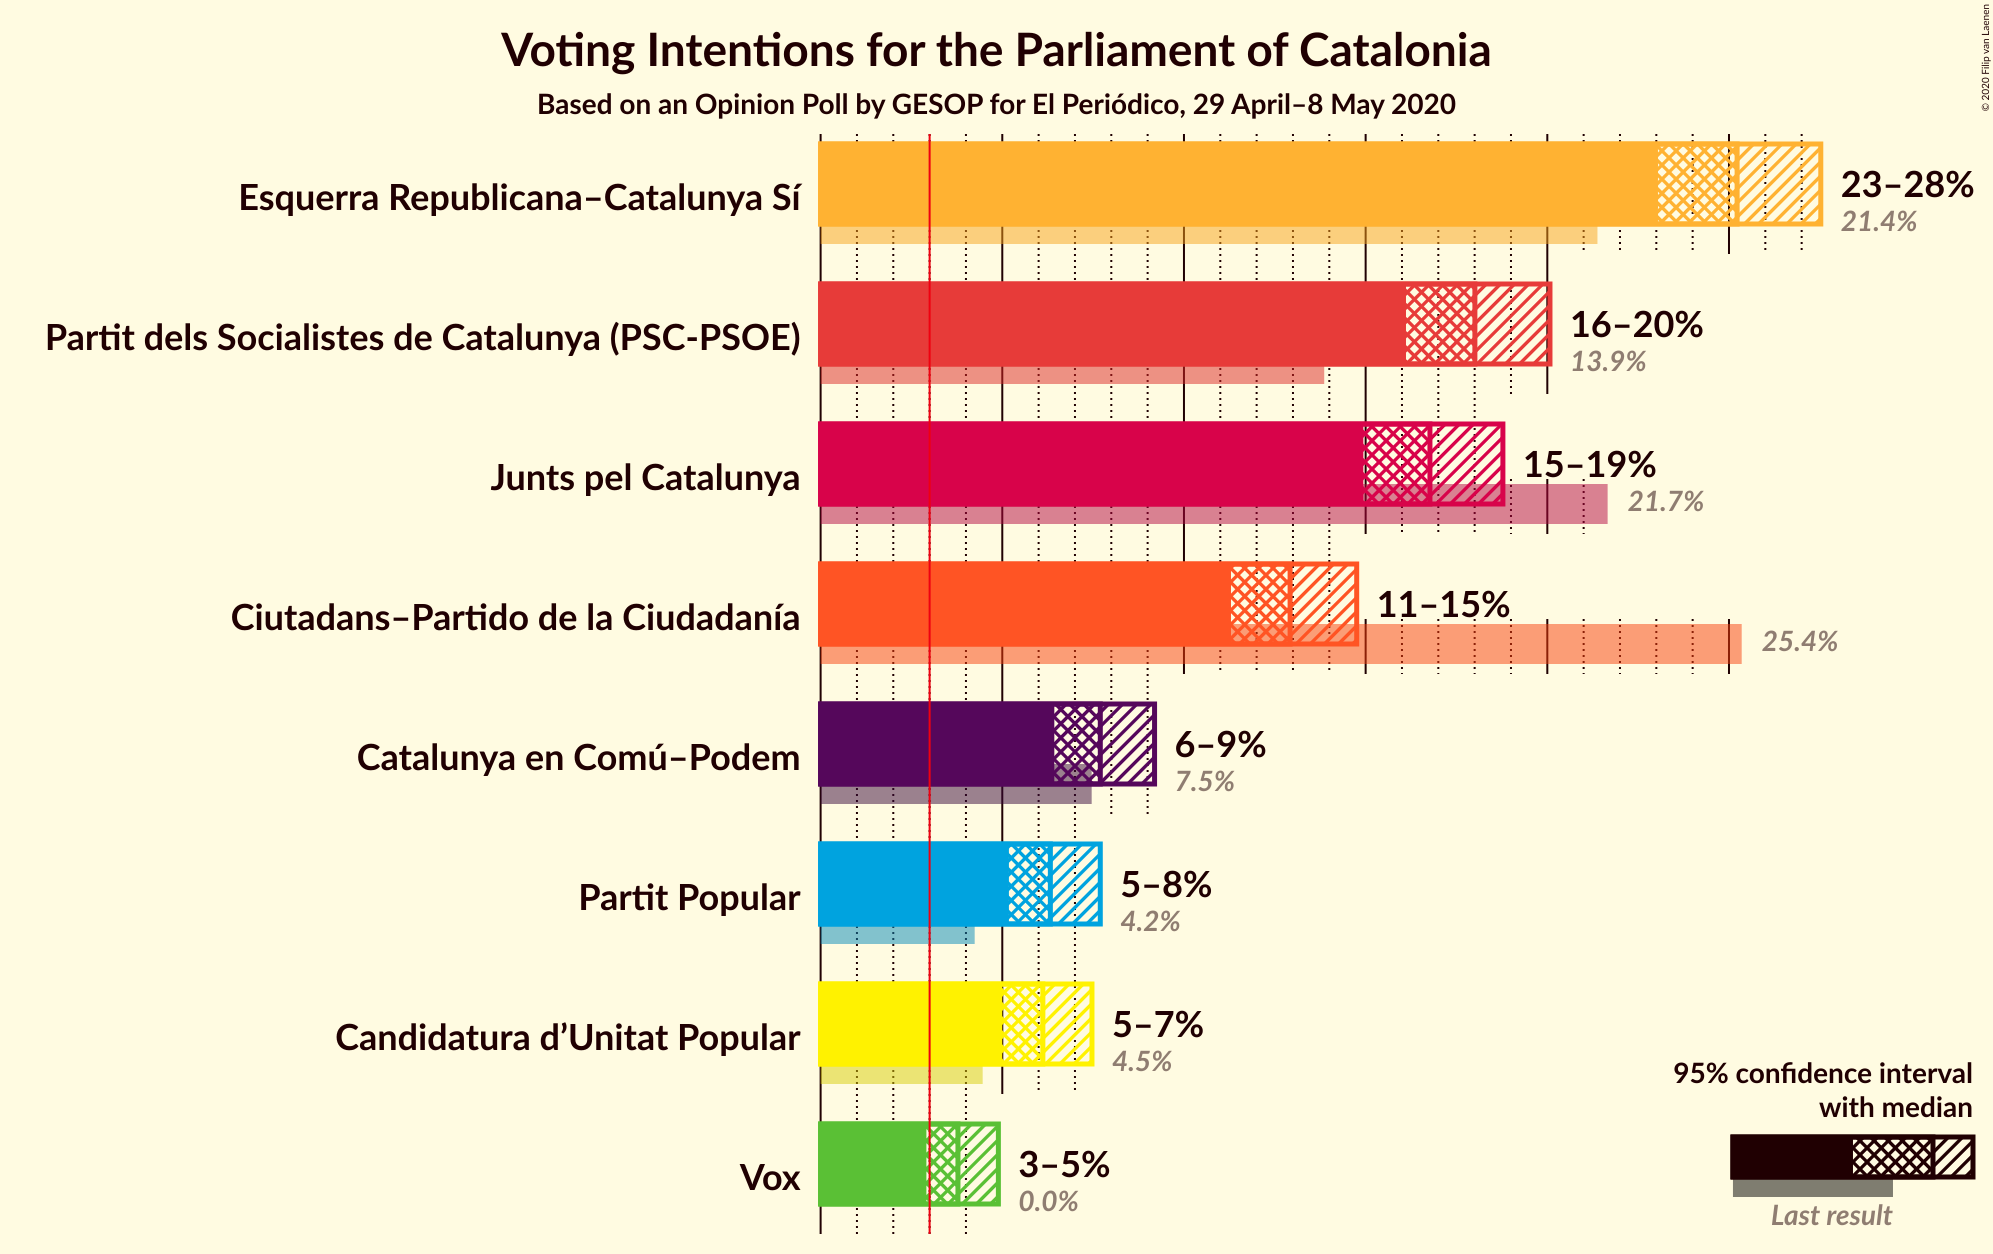 Voting Intentions for the Parliament of Catalonia
Based on an Opinion Poll by GESOP for El Periódico, 29 April–8 May 2020
© 2020 Filip van Laenen
Esquerra Republicana–Catalunya Sí
23–28%
21.4%
Partit dels Socialistes de Catalunya (PSC-PSOE)
16–20%
13.9%
Junts pel Catalunya
15–19%
21.7%
Ciutadans–Partido de la Ciudadanía
11–15%
25.4%
Catalunya en Comú–Podem
6–9%
7.5%
Partit Popular
5–8%
4.2%
Candidatura d’Unitat Popular
5–7%
4.5%
Vox
3–5%
0.0%
95% confidence interval
with median
Last result